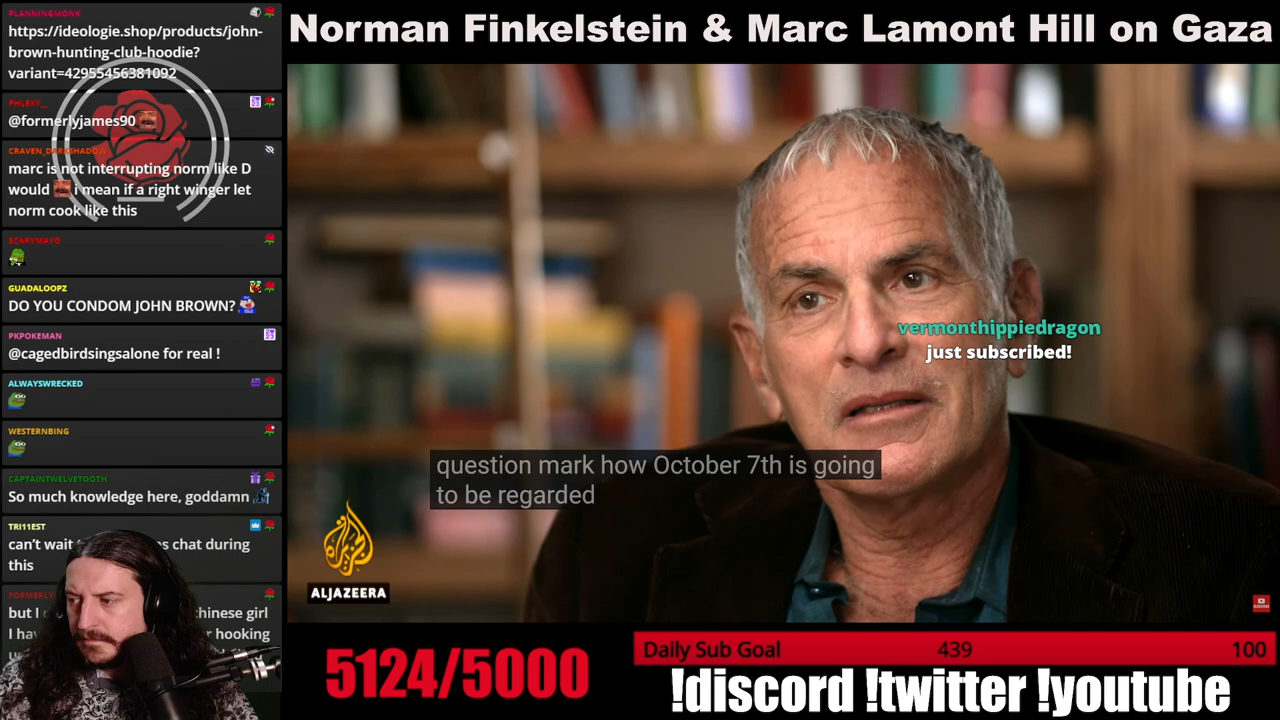 Norman Finkelstein & Marc Lamont Hill on Gaza
PLANNINGMONK
https://ideologie.shop/products/john-
brown-hunting-club-hoodie?
variant=42955456381092
PHLEXY_
@formerlyjames90
CRAVEN_DARKSHADOW
marc is not interrupting norm like D
would i mean if a right winger let
norm cook like this
SCARYMAYO
GUADALOOPZ
DO YOU CONDOM JOHN BROWN?
PKPOKEMAN
@cagedbirdsingsalone for real !
ALWAYSWRECKED
WESTERNBING
CAPTAINTWELVETOOTH
So much knowledge here, goddamn
TRI11EST
can't wait chat during
this
but I chinese girl
I hooking
vermonthippiedragon
just subscribed!
question mark how October 7th is going
to be regarded
ALJAZEERA
5124/5000
Daily Sub Goal 439 100
!discord !twitter !youtube